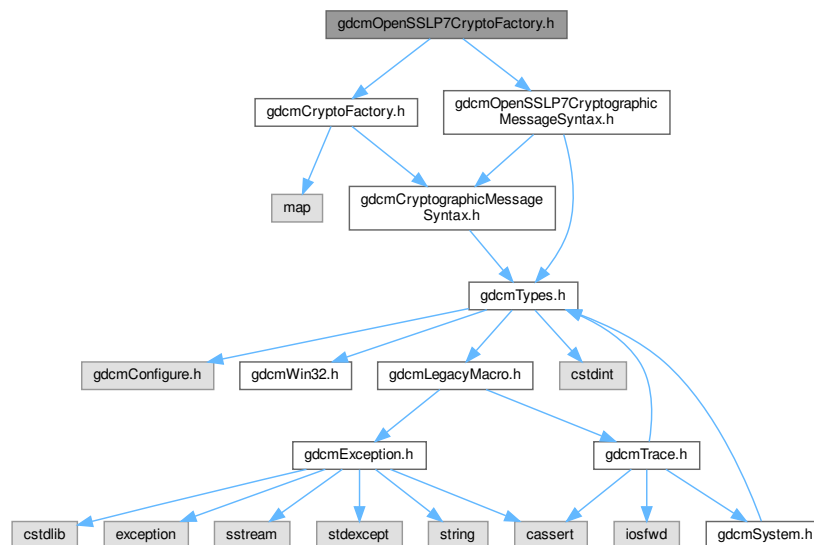 gdcmOpenSSLP7CryptoFactory.h
gdcmCryptoFactory.h
gdcmOpenSSLP7Cryptographic
MessageSyntax.h
map
gdcmCryptographicMessage
Syntax.h
gdcmTypes.h
gdcmConfigure.h
gdcmWin32.h
gdcmLegacyMacro.h
cstdint
gdcmException.h
gdcmTrace.h
cstdlib
exception
sstream
stdexcept
string
cassert
iosfwd
gdcmSystem.h